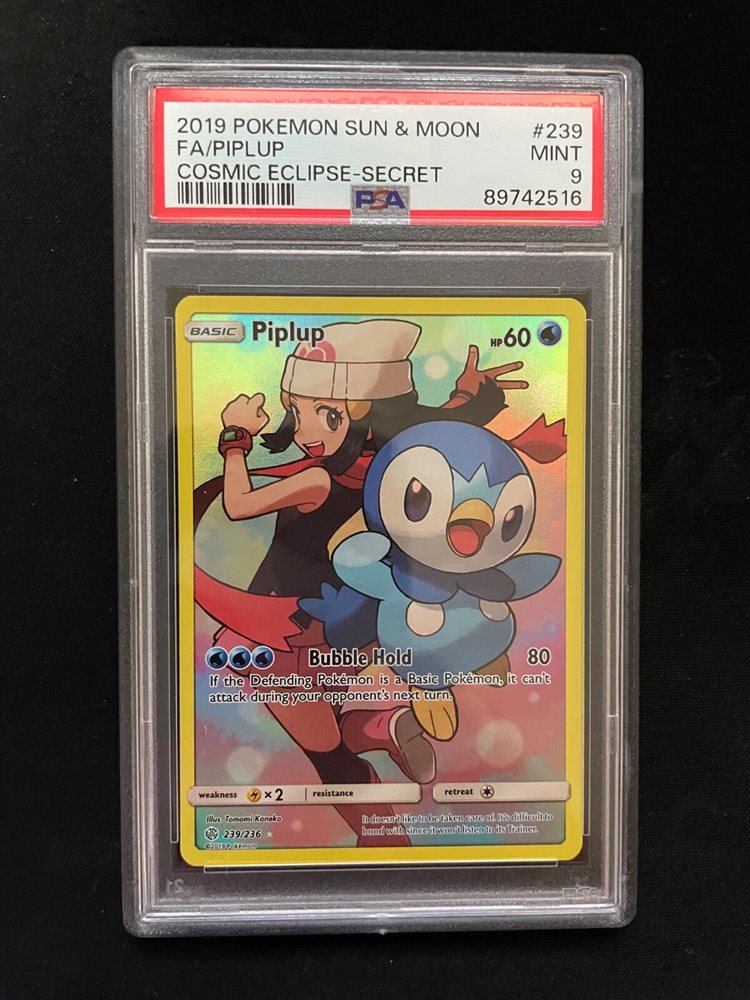 2019 POKEMON SUN & MOON #239
FA/PIPLUP MINT
COSMIC ECLIPSE-SECRET 9
PSA 89742516
BASIC Piplup HP60
Bubble Hold 80
If the Defending Pokémon is a Basic Pokémon, it can't
attack during your opponent's next turn.
weakness ×2 resistance retreat
Illus. Tomomi Kaneko
It doesn't like to be taken care of. It's difficult to
bond with since it won't listen to its Trainer.
239/236
©2019 Pokémon